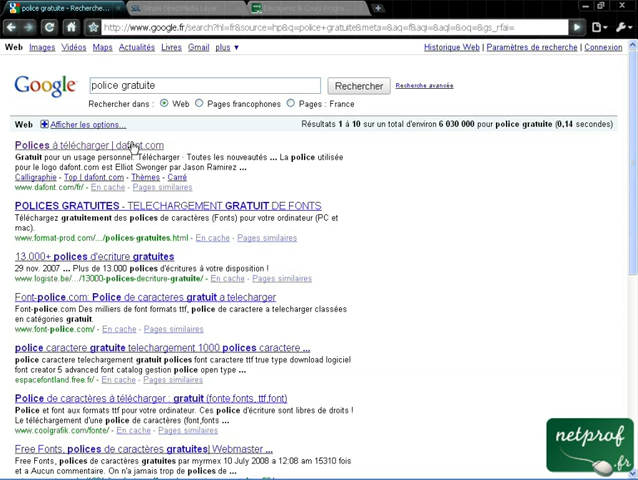 police gratuite - Recherche...
Simple DirectMedia Layer
Découvrez & Cours Progra...
www.google.fr/search?hl=fr&source=hp&q=police+gratuite&meta=&aq=f&aqi=&aql=&oq=&gs_rfai=
Web Images Vidéos Maps Actualités Livres Gmail plus ▼
Historique Web | Paramètres de recherche | Connexion
Google police gratuite Rechercher Recherche avancée
Rechercher dans : Web Pages francophones Pages : France
Web Afficher les options...
Résultats 1 à 10 sur un total d'environ 6 030 000 pour police gratuite (0,14 secondes)
Polices à télécharger | dafont.com
Gratuit pour un usage personnel. Télécharger · Toutes les nouveautés ... La police utilisée
pour le logo dafont.com est Elliot Swonger par Jason Ramirez ...
Calligraphie - Top | dafont.com - Thèmes - Carré
www.dafont.com/fr/ - En cache - Pages similaires
POLICES GRATUITES - TELECHARGEMENT GRATUIT DE FONTS
Téléchargez gratuitement des polices de caractères (Fonts) pour votre ordinateur (PC et
mac).
www.format-prod.com/.../polices-gratuites.html - En cache - Pages similaires
13.000+ polices d'ecriture gratuites
29 nov. 2007 ... Plus de 13.000 polices d'écritures á votre disposition !
www.logiste.be/.../13000-polices-decriture-gratuite/ - En cache - Pages similaires
Font-police.com: Police de caracteres gratuit a telecharger
Font-police.com Des milliers de font formats ttf, police de caractere a telecharger classées
en catégories gratuit.
www.font-police.com/ - En cache - Pages similaires
police caractere gratuite telechargement 1000 polices caractere ...
police caractere gratuit polices font caractere ttf true type download logiciel
font creator 5 advanced font catalog gestion police open type ...
espacefontland.free.fr/ - En cache - Pages similaires
Police de caractères à télécharger : gratuit (fonte,fonts, ttf,font)
Police et font aux formats ttf pour votre ordinateur. Ces police d'écriture sont libres de droits !
Le téléchargement d'une police (font,fonts ...
www.coolgrafik.com/fonte/ - En cache - Pages similaires
Free Fonts, polices de caractères gratuites| Webmaster ...
Free Fonts, polices de caractères gratuites par myrmex 10 July 2008 a 12:08 am 15310 fois
et a Aucun commentaire. On n'a jamais trop de polices de ...
netprof
.fr